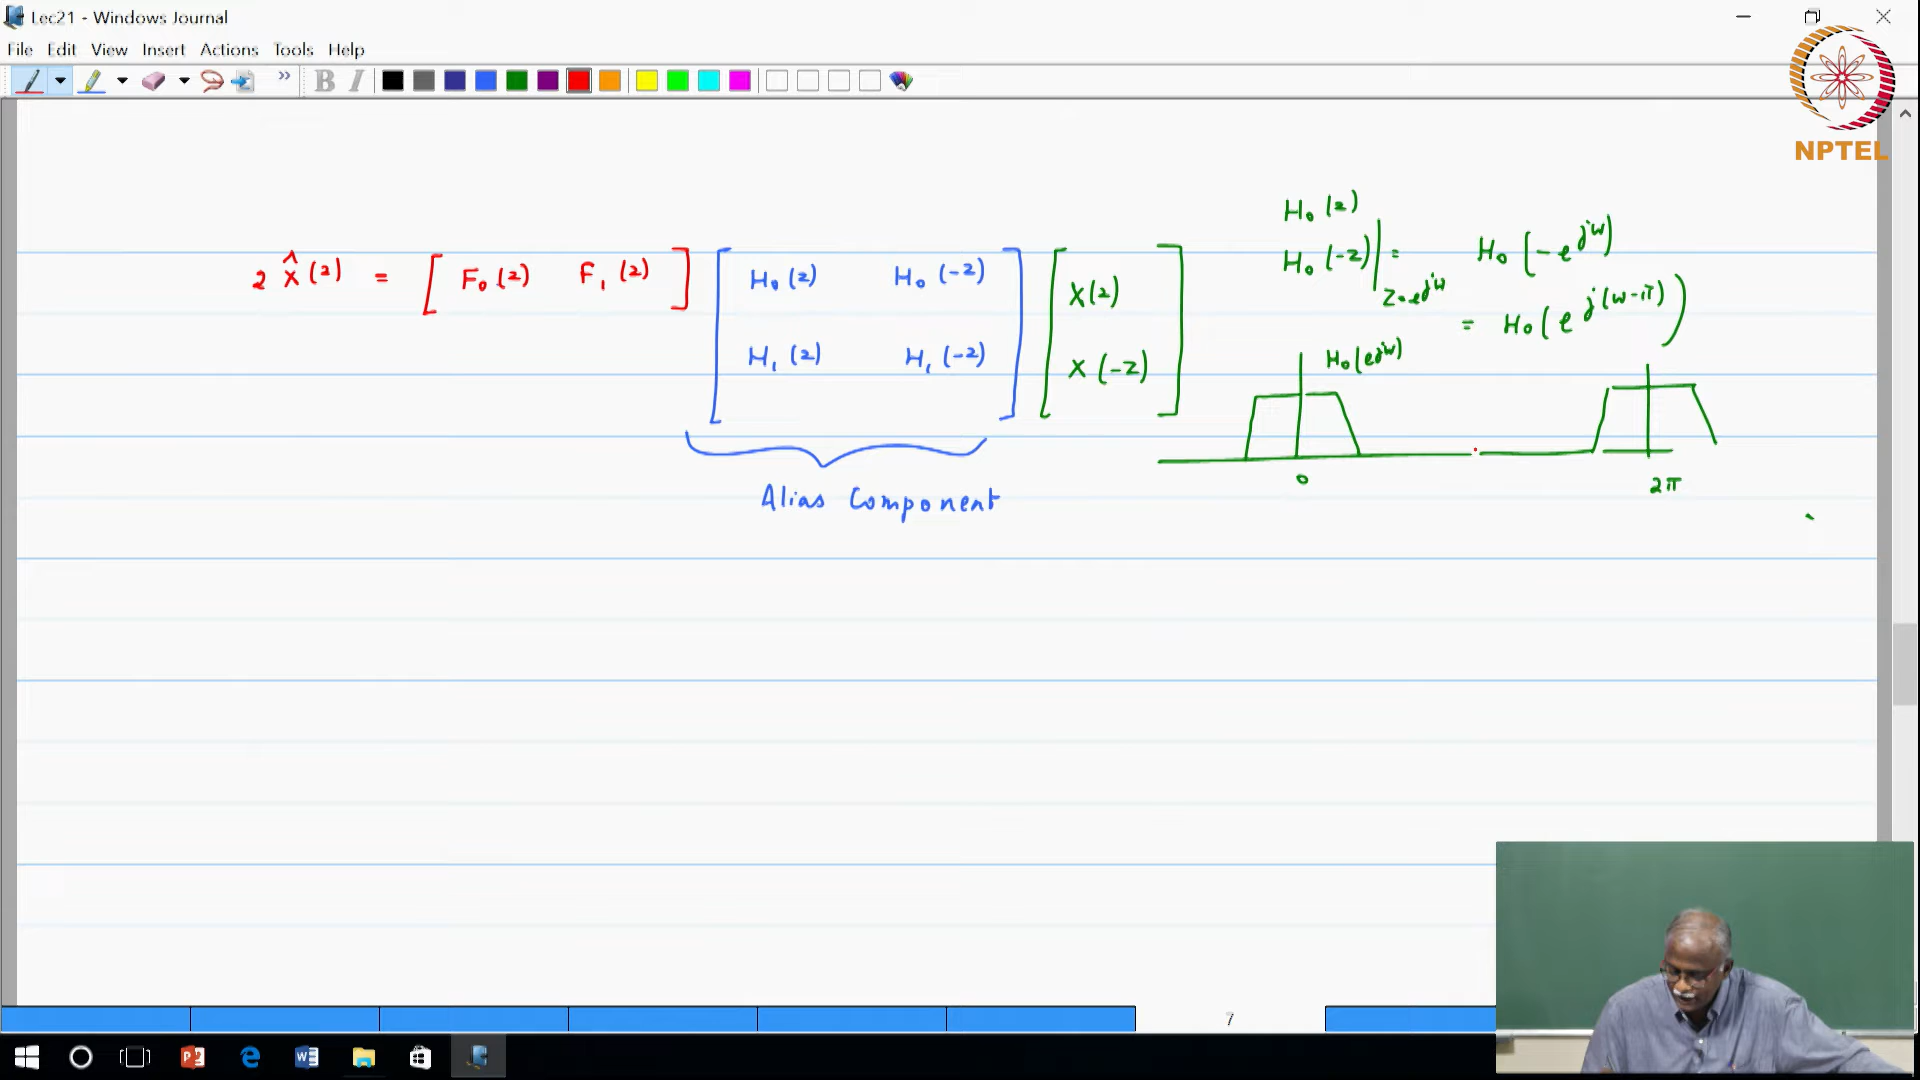 Lec21 - Windows Journal
File Edit View Insert Actions Tools Help
» B I
NPTEL
2 X̂(z) = [ F₀(z) F₁(z) ] [ H₀(z) H₀(-z)
H₁(z) H₁(-z) ] [ X(z)
X(-z) ]
Alias Component
H₀(z)
H₀(-z)| z=e^jω = H₀(-e^jω)
= H₀(e^j(ω-π))
H₀(e^jω)
0 2π
7